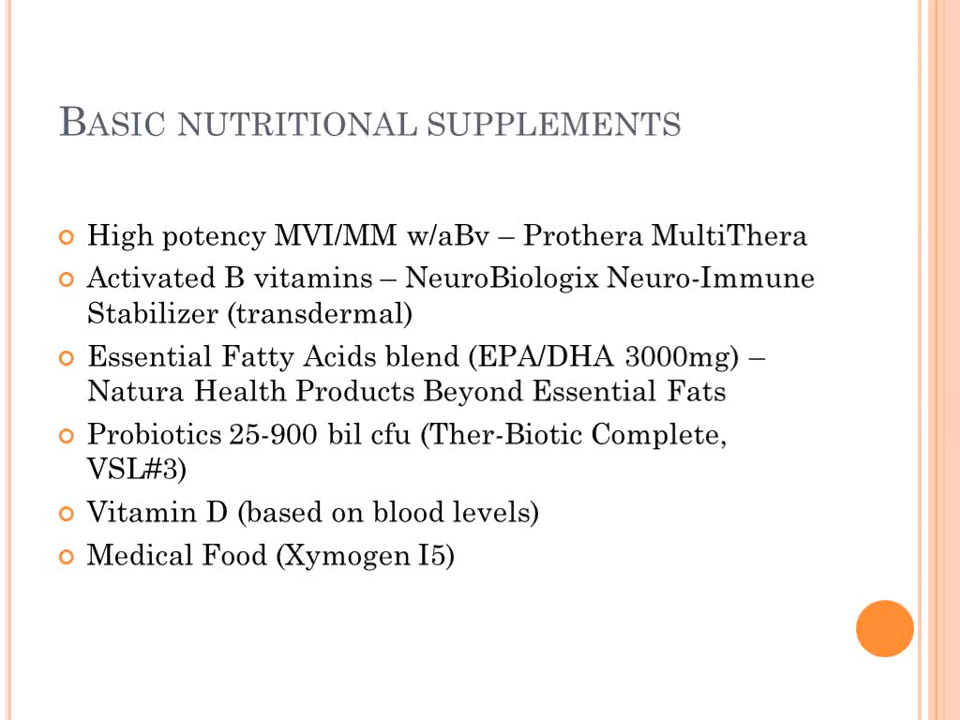 BASIC NUTRITIONAL SUPPLEMENTS
High potency MVI/MM w/aBv – Prothera MultiThera
Activated B vitamins – NeuroBiologix Neuro-Immune
Stabilizer (transdermal)
Essential Fatty Acids blend (EPA/DHA 3000mg) –
Natura Health Products Beyond Essential Fats
Probiotics 25-900 bil cfu (Ther-Biotic Complete,
VSL#3)
Vitamin D (based on blood levels)
Medical Food (Xymogen I5)